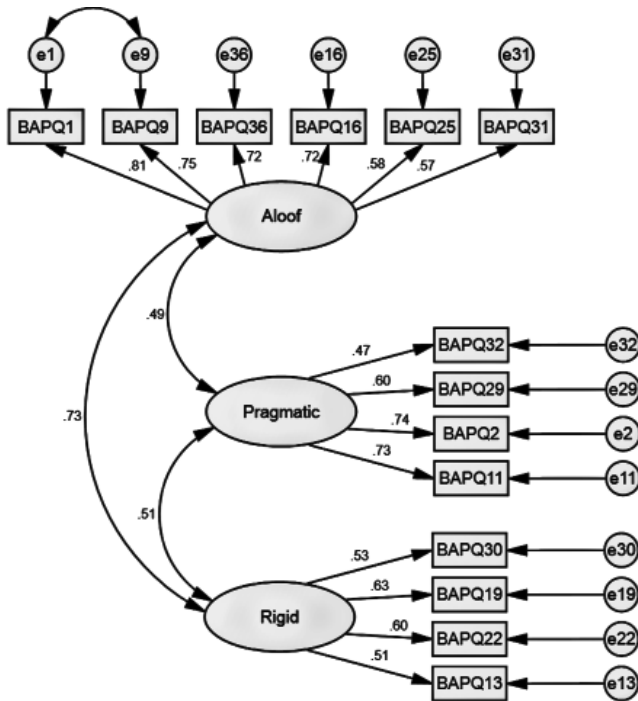 e1 e9 e36 e16 e25 e31
BAPQ1 BAPQ9 BAPQ36 BAPQ16 BAPQ25 BAPQ31
.81 .75 .72 .72 .58 .57
Aloof
.49
.73
.51
Pragmatic
.47 BAPQ32 e32
.60 BAPQ29 e29
.74 BAPQ2 e2
.73 BAPQ11 e11
Rigid
.53 BAPQ30 e30
.63 BAPQ19 e19
.60 BAPQ22 e22
.51 BAPQ13 e13